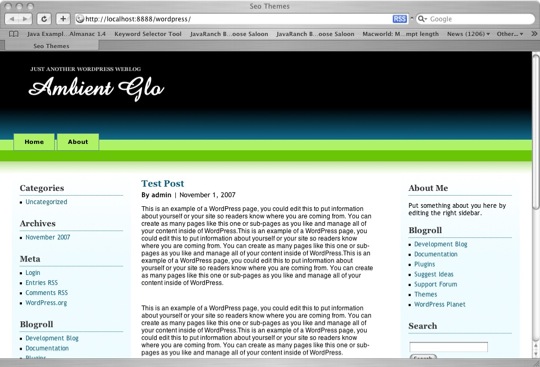 Seo Themes
http://localhost:8888/wordpress/
RSS
Google
Java Exampl...Almanac 1.4 Keyword Selector Tool JavaRanch B...oose Saloon JavaRanch B...oose Saloon Macworld: M...mpt length News (1206) Other...
Seo Themes
JUST ANOTHER WORDPRESS WEBLOG
Ambient Glo
Home About
Categories
Uncategorized
Archives
November 2007
Meta
Login
Entries RSS
Comments RSS
WordPress.org
Blogroll
Development Blog
Documentation
Plugins
Test Post
By admin | November 1, 2007
This is an example of a WordPress page, you could edit this to put information
about yourself or your site so readers know where you are coming from. You can
create as many pages like this one or sub-pages as you like and manage all of
your content inside of WordPress.This is an example of a WordPress page, you
could edit this to put information about yourself or your site so readers know
where you are coming from. You can create as many pages like this one or sub-
pages as you like and manage all of your content inside of WordPress.This is an
example of a WordPress page, you could edit this to put information about
yourself or your site so readers know where you are coming from. You can create
as many pages like this one or sub-pages as you like and manage all of your
content inside of WordPress.
This is an example of a WordPress page, you could edit this to put information
about yourself or your site so readers know where you are coming from. You can
create as many pages like this one or sub-pages as you like and manage all of
your content inside of WordPress.This is an example of a WordPress page, you
could edit this to put information about yourself or your site so readers know
where you are coming from. You can create as many pages like this one or sub-
pages as you like and manage all of your content inside of WordPress.
About Me
Put something about you here by
editing the right sidebar.
Blogroll
Development Blog
Documentation
Plugins
Suggest Ideas
Support Forum
Themes
WordPress Planet
Search
Search